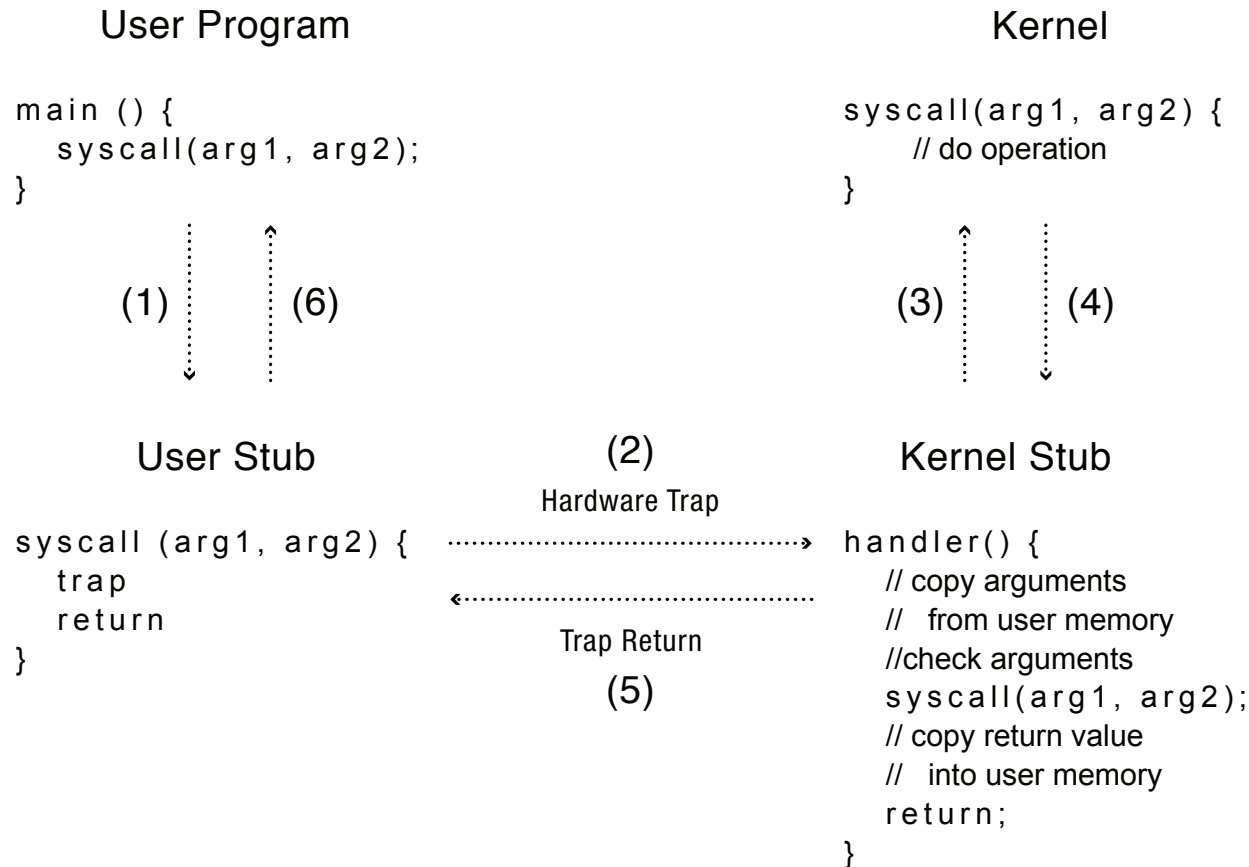 User Program
main () {
syscall(arg1, arg2);
}
(1)
(6)
User Stub
syscall (arg1, arg2) {
trap
return
}
(2)
Hardware Trap
Trap Return
(5)
Kernel
syscall(arg1, arg2) {
// do operation
}
(3)
(4)
Kernel Stub
handler() {
// copy arguments
// from user memory
//check arguments
syscall(arg1, arg2);
// copy return value
// into user memory
return;
}